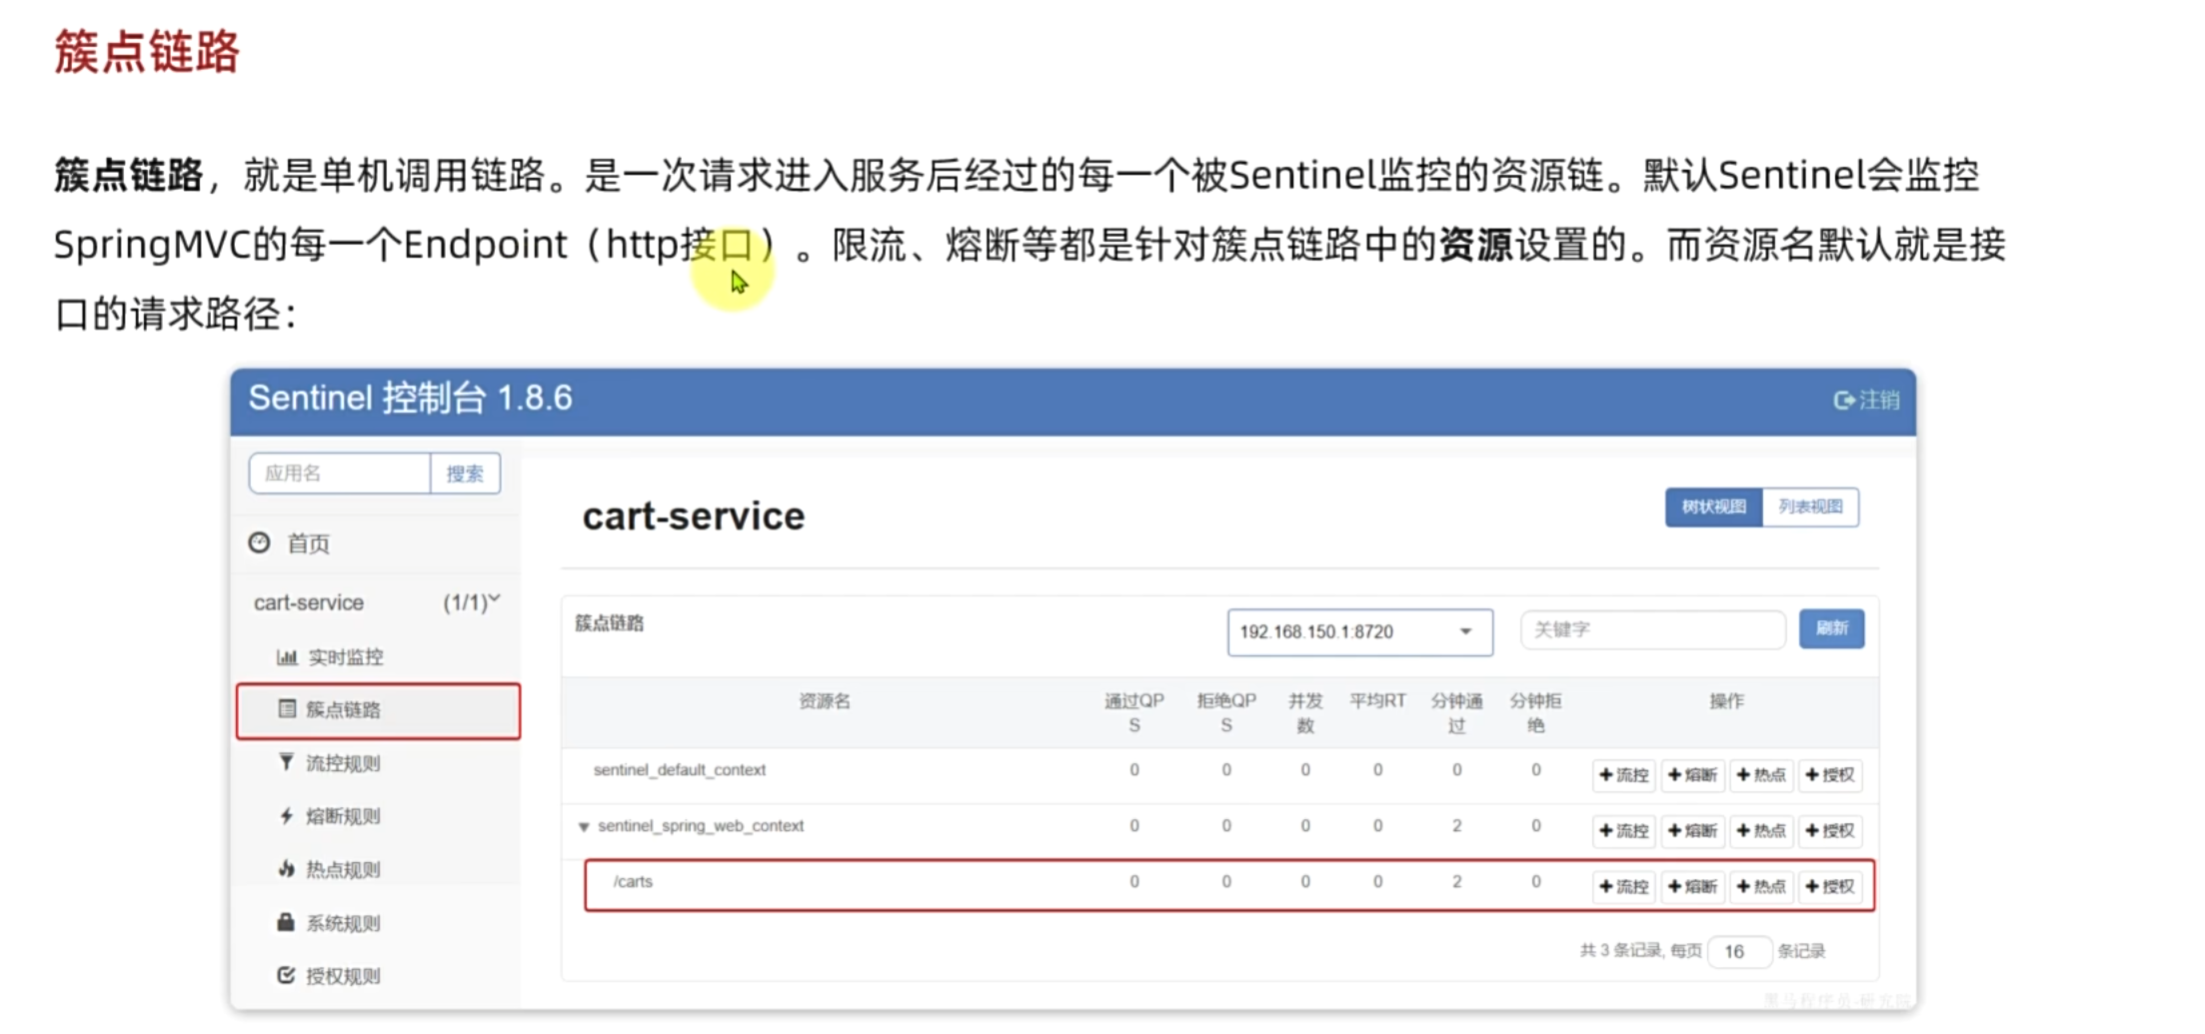 簇点链路
簇点链路，就是单机调用链路。是一次请求进入服务后经过的每一个被Sentinel监控的资源链。默认Sentinel会监控
SpringMVC的每一个Endpoint（http接口）。限流、熔断等都是针对簇点链路中的资源设置的。而资源名默认就是接
口的请求路径：
Sentinel 控制台 1.8.6
注销
应用名 搜索
首页
cart-service (1/1)
实时监控
簇点链路
流控规则
熔断规则
热点规则
系统规则
授权规则
cart-service
树状视图 列表视图
簇点链路 192.168.150.1:8720 关键字 刷新
资源名 通过QP 拒绝QP 并发 平均RT 分钟通 分钟拒 操作
S S 数 过 绝
sentinel_default_context 0 0 0 0 0 0 流控 熔断 热点 授权
sentinel_spring_web_context 0 0 0 0 2 0 流控 熔断 热点 授权
/carts 0 0 0 0 2 0 流控 熔断 热点 授权
共 3 条记录, 每页 16 条记录
黑马程序员-研究院